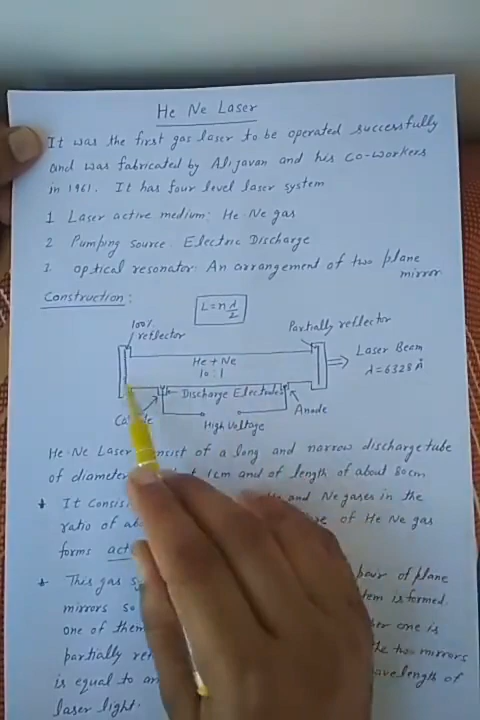 He Ne Laser
It was the first gas laser to be operated successfully
and was fabricated by Ali javan and his co-workers
in 1961. It has four level laser system
1 Laser active medium: He-Ne gas
2 Pumping source: Electric Discharge
optical resonator: An arrangement of two plane
mirror
Construction:
L = nλ/2
100%
reflector
Partially reflector
He + Ne
10 : 1
Laser Beam
λ = 6328 Å
Discharge Electrodes
Anode
High Voltage
He-Ne Laser consist of a long and narrow discharge tube
of diameter 1cm and of length of about 80cm
* It He and Ne gases in the
ratio of of He Ne gas
forms
* This gas pair of plane
mirrors so is formed.
one of them one is
partially the two mirrors
is equal to wavelength of
laser light.